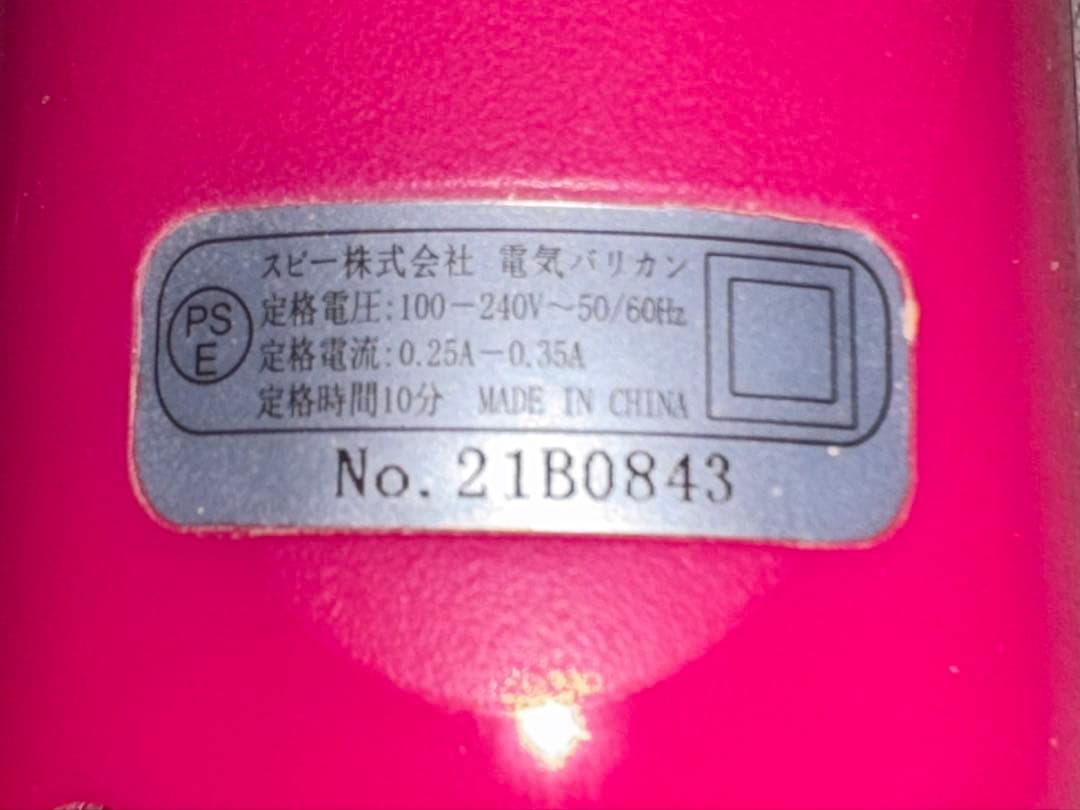 スピー株式会社 電気バリカン
PS
E
定格電圧:100-240V~50/60Hz
定格電流:0.25A-0.35A
定格時間10分 MADE IN CHINA
No. 21B0843